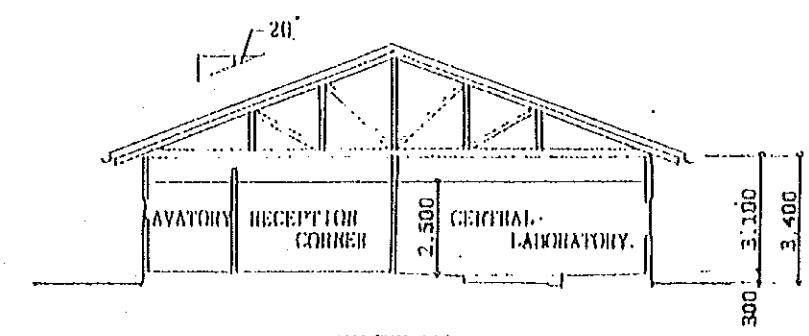 20°
AVATORY
RECEPTION
CORNER
2.500
CENTRAL
LABORATORY.
3.100
3.400
300